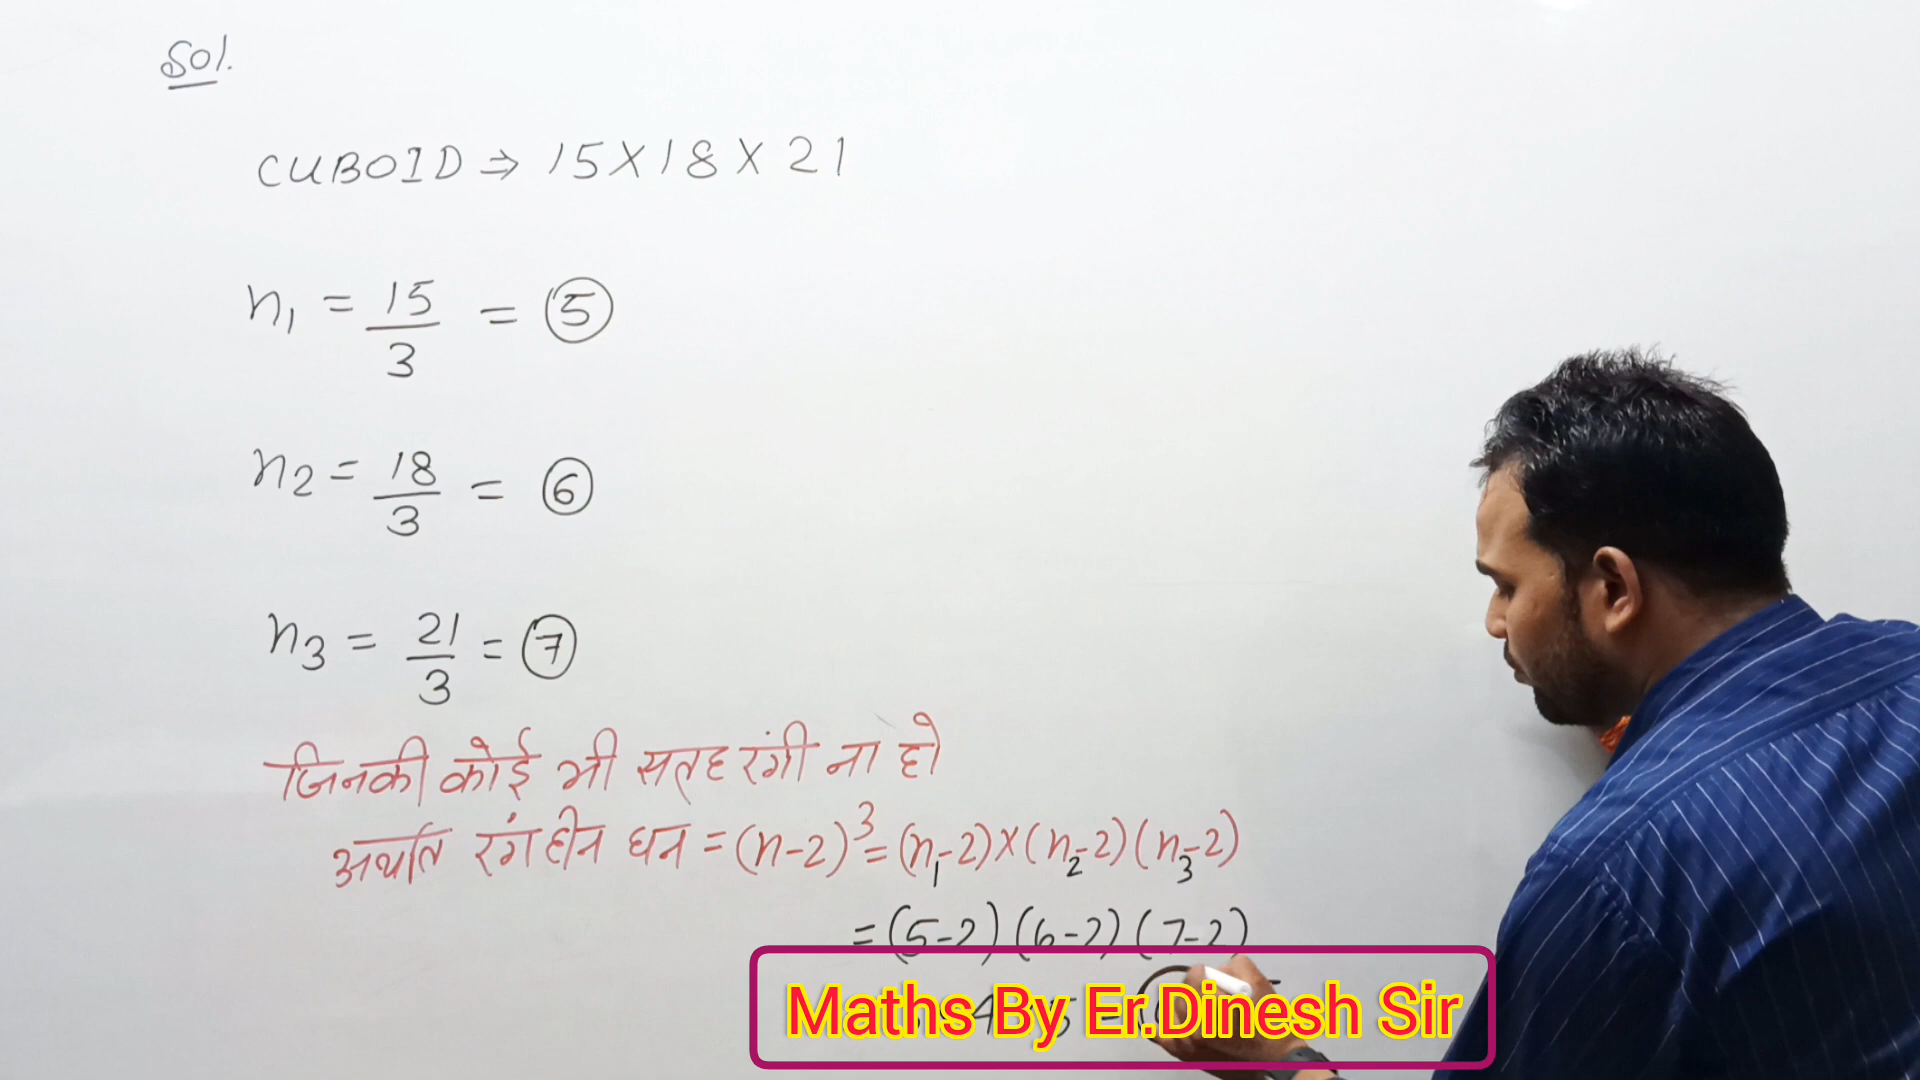 Sol.
CUBOID ⇒ 15 X 18 X 21
n₁ = 15/3 = 5
n₂ = 18/3 = 6
n₃ = 21/3 = 7
जिनकी कोई भी सतह रंगी ना हो
अर्थात रंगहीन घन = (n-2)³ = (n₁-2)×(n₂-2)(n₃-2)
= (5-2)(6-2)(7-2)
Maths By Er.Dinesh Sir